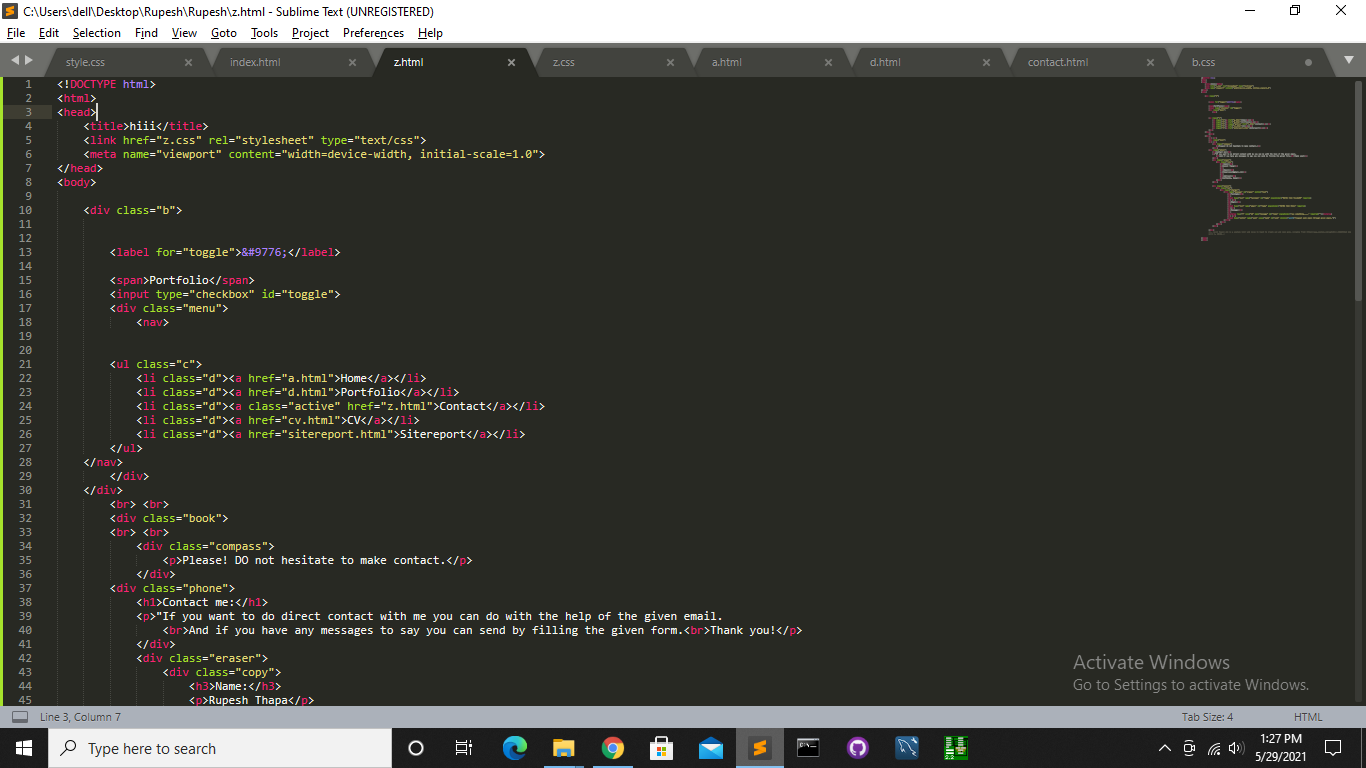 C:\Users\dell\Desktop\Rupesh\Rupesh\z.html - Sublime Text (UNREGISTERED)
File Edit Selection Find View Goto Tools Project Preferences Help
style.css index.html z.html z.css a.html d.html contact.html b.css
1 <!DOCTYPE html>
2 <html>
3 <head>
4 <title>hiii</title>
5 <link href="z.css" rel="stylesheet" type="text/css">
6 <meta name="viewport" content="width=device-width, initial-scale=1.0">
7 </head>
8 <body>
9
10 <div class="b">
11
12
13 <label for="toggle">&#9776;</label>
14
15 <span>Portfolio</span>
16 <input type="checkbox" id="toggle">
17 <div class="menu">
18 <nav>
19
20
21 <ul class="c">
22 <li class="d"><a href="a.html">Home</a></li>
23 <li class="d"><a href="d.html">Portfolio</a></li>
24 <li class="d"><a class="active" href="z.html">Contact</a></li>
25 <li class="d"><a href="cv.html">CV</a></li>
26 <li class="d"><a href="sitereport.html">Sitereport</a></li>
27 </ul>
28 </nav>
29 </div>
30 </div>
31 <br> <br>
32 <div class="book">
33 <br> <br>
34 <div class="compass">
35 <p>Please! DO not hesitate to make contact.</p>
36 </div>
37 <div class="phone">
38 <h1>Contact me:</h1>
39 <p>"If you want to do direct contact with me you can do with the help of the given email.
40 <br>And if you have any messages to say you can send by filling the given form.<br>Thank you!</p>
41 </div>
42 <div class="eraser">
43 <div class="copy">
44 <h3>Name:</h3>
45 <p>Rupesh Thapa</p>
Activate Windows
Go to Settings to activate Windows.
Line 3, Column 7 Tab Size: 4 HTML
Type here to search
1:27 PM
5/29/2021